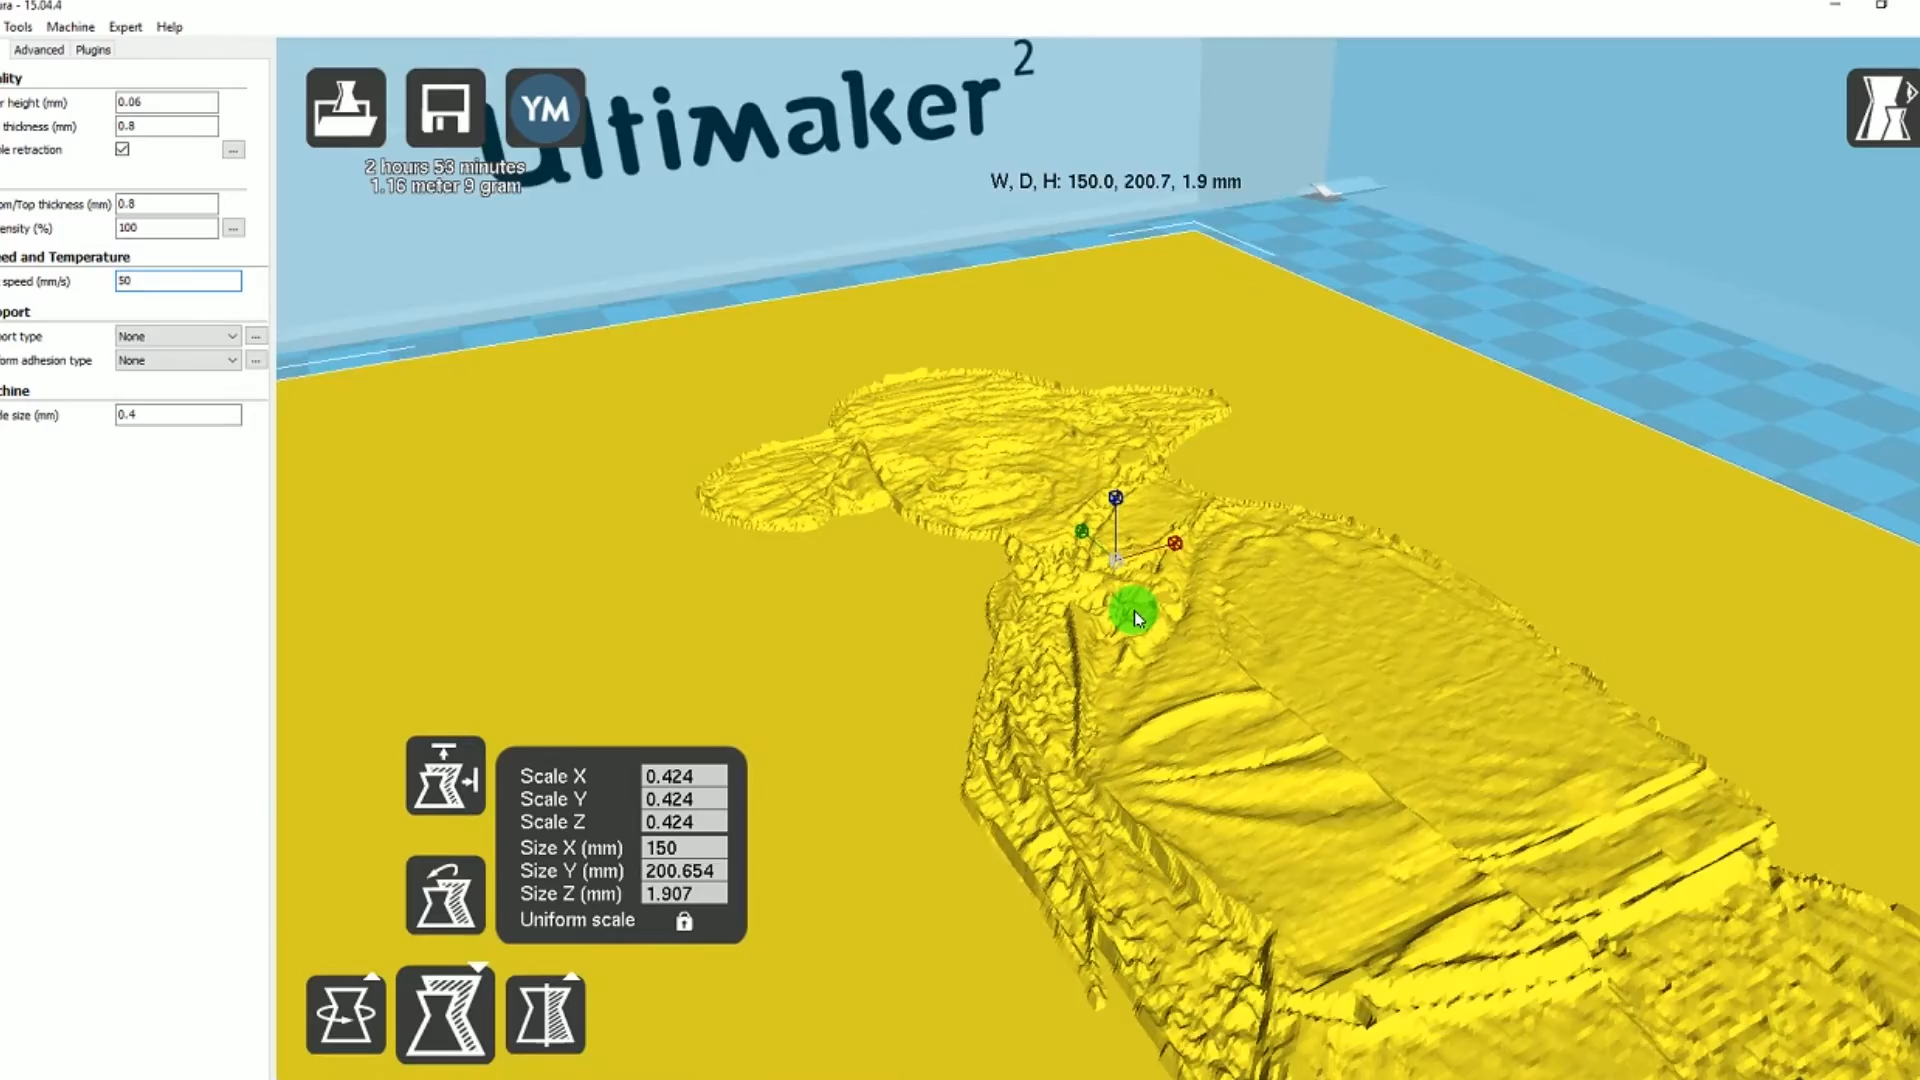 ura - 15.04.4
Tools Machine Expert Help
Advanced Plugins
ality
r height (mm) 0.06
thickness (mm) 0.8
le retraction ...
om/Top thickness (mm) 0.8
ensity (%) 100 ...
ed and Temperature
speed (mm/s) 50
pport
ort type None ...
orm adhesion type None ...
chine
le size (mm) 0.4
YM
ultimaker 2
2 hours 53 minutes
1.16 meter 9 gram
W, D, H: 150.0, 200.7, 1.9 mm
Scale X 0.424
Scale Y 0.424
Scale Z 0.424
Size X (mm) 150
Size Y (mm) 200.654
Size Z (mm) 1.907
Uniform scale